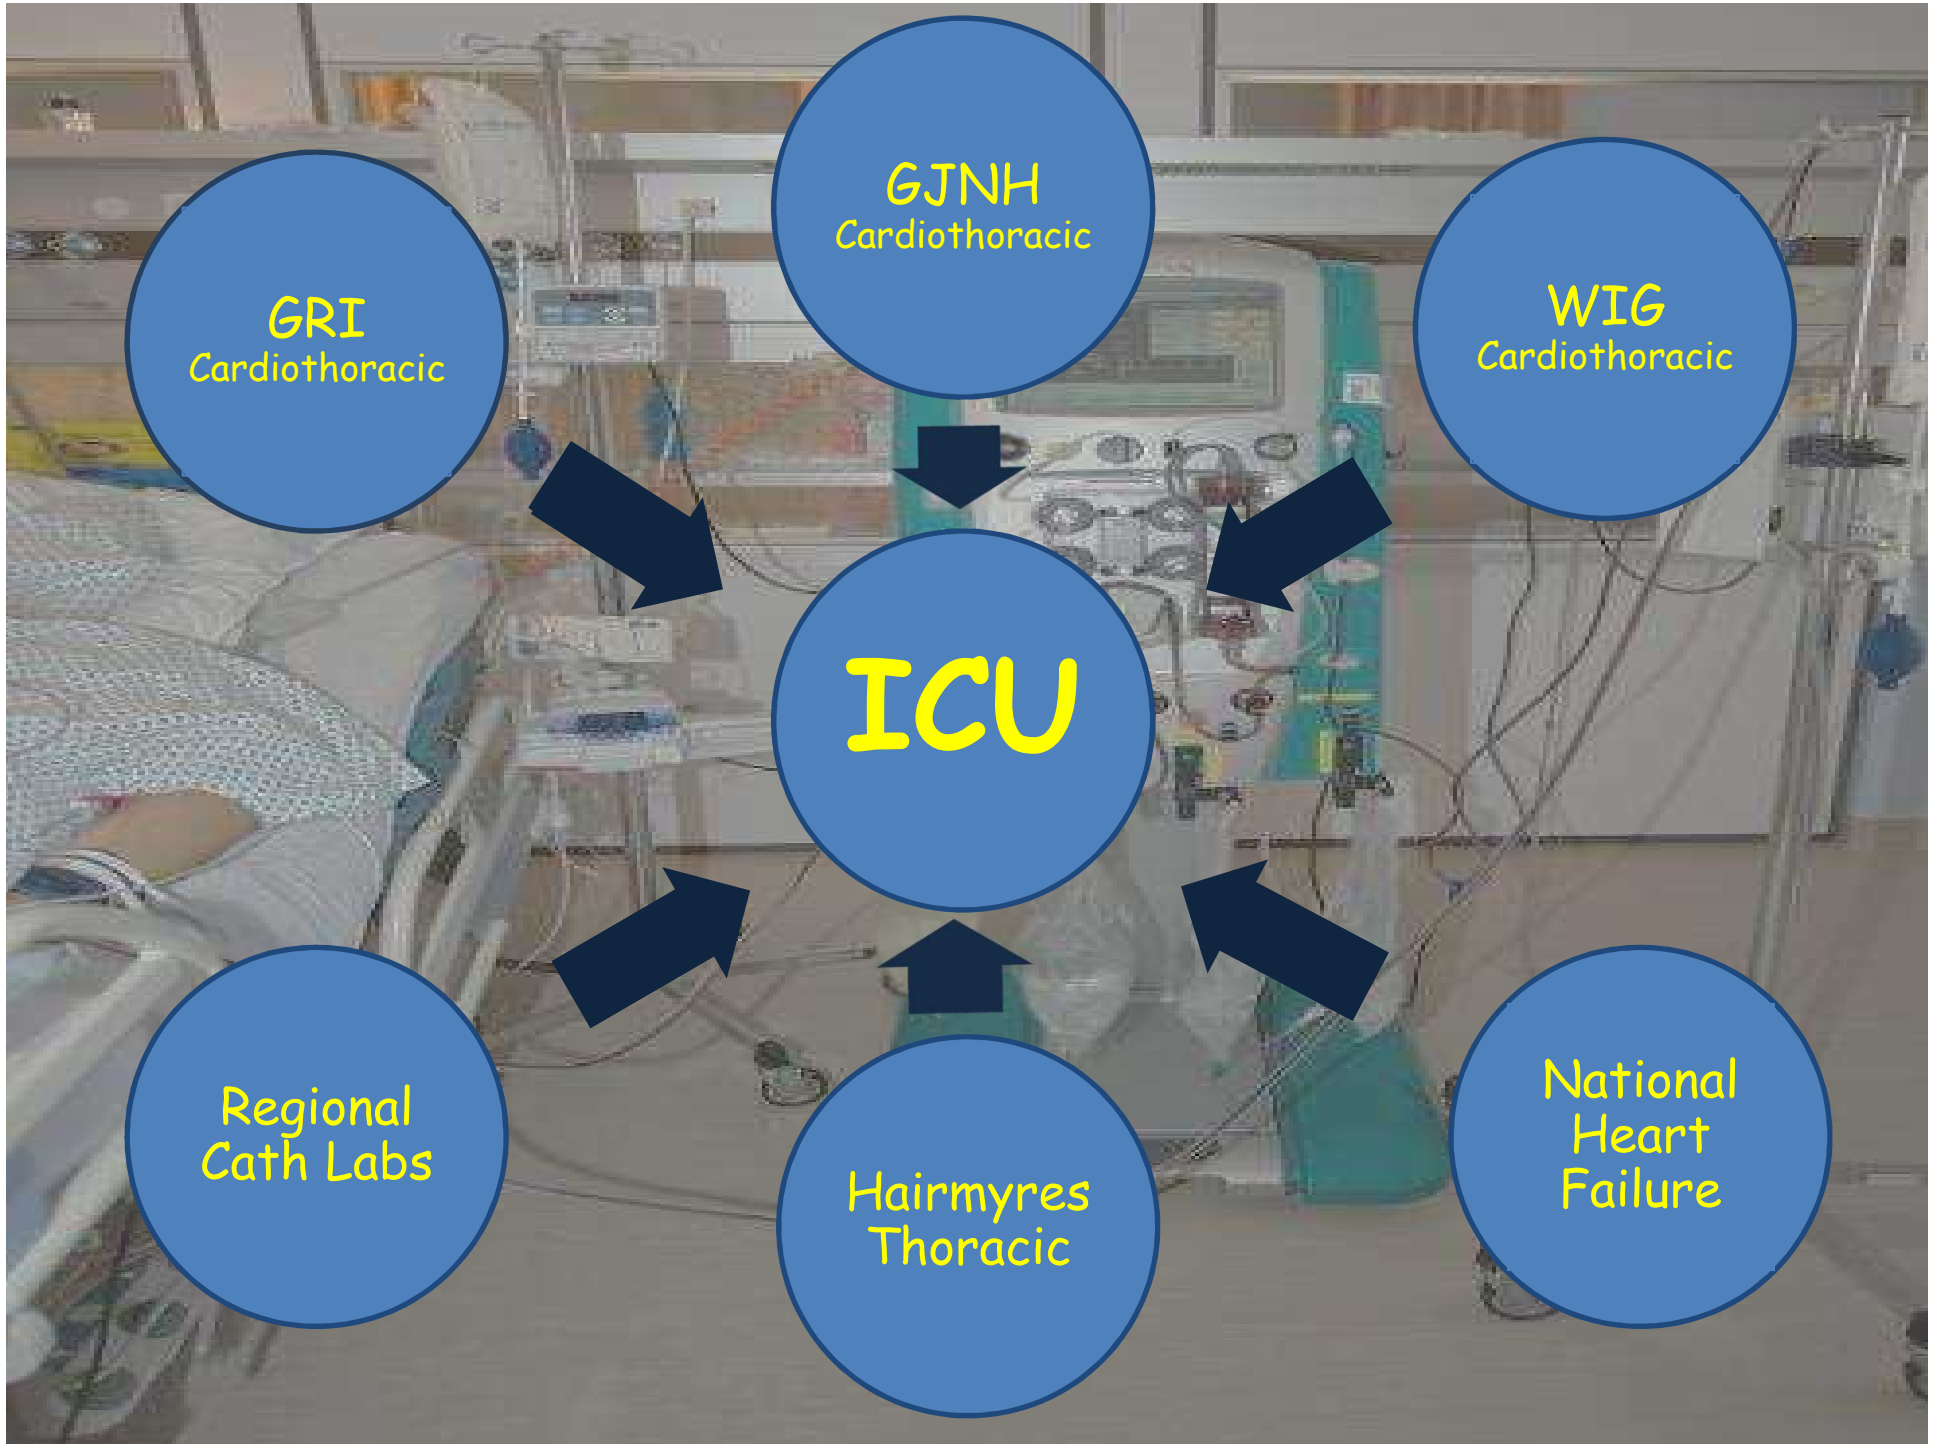 GJNH
Cardiothoracic
GRI
Cardiothoracic
WIG
Cardiothoracic
ICU
Regional
Cath Labs
Hairmyres
Thoracic
National
Heart
Failure